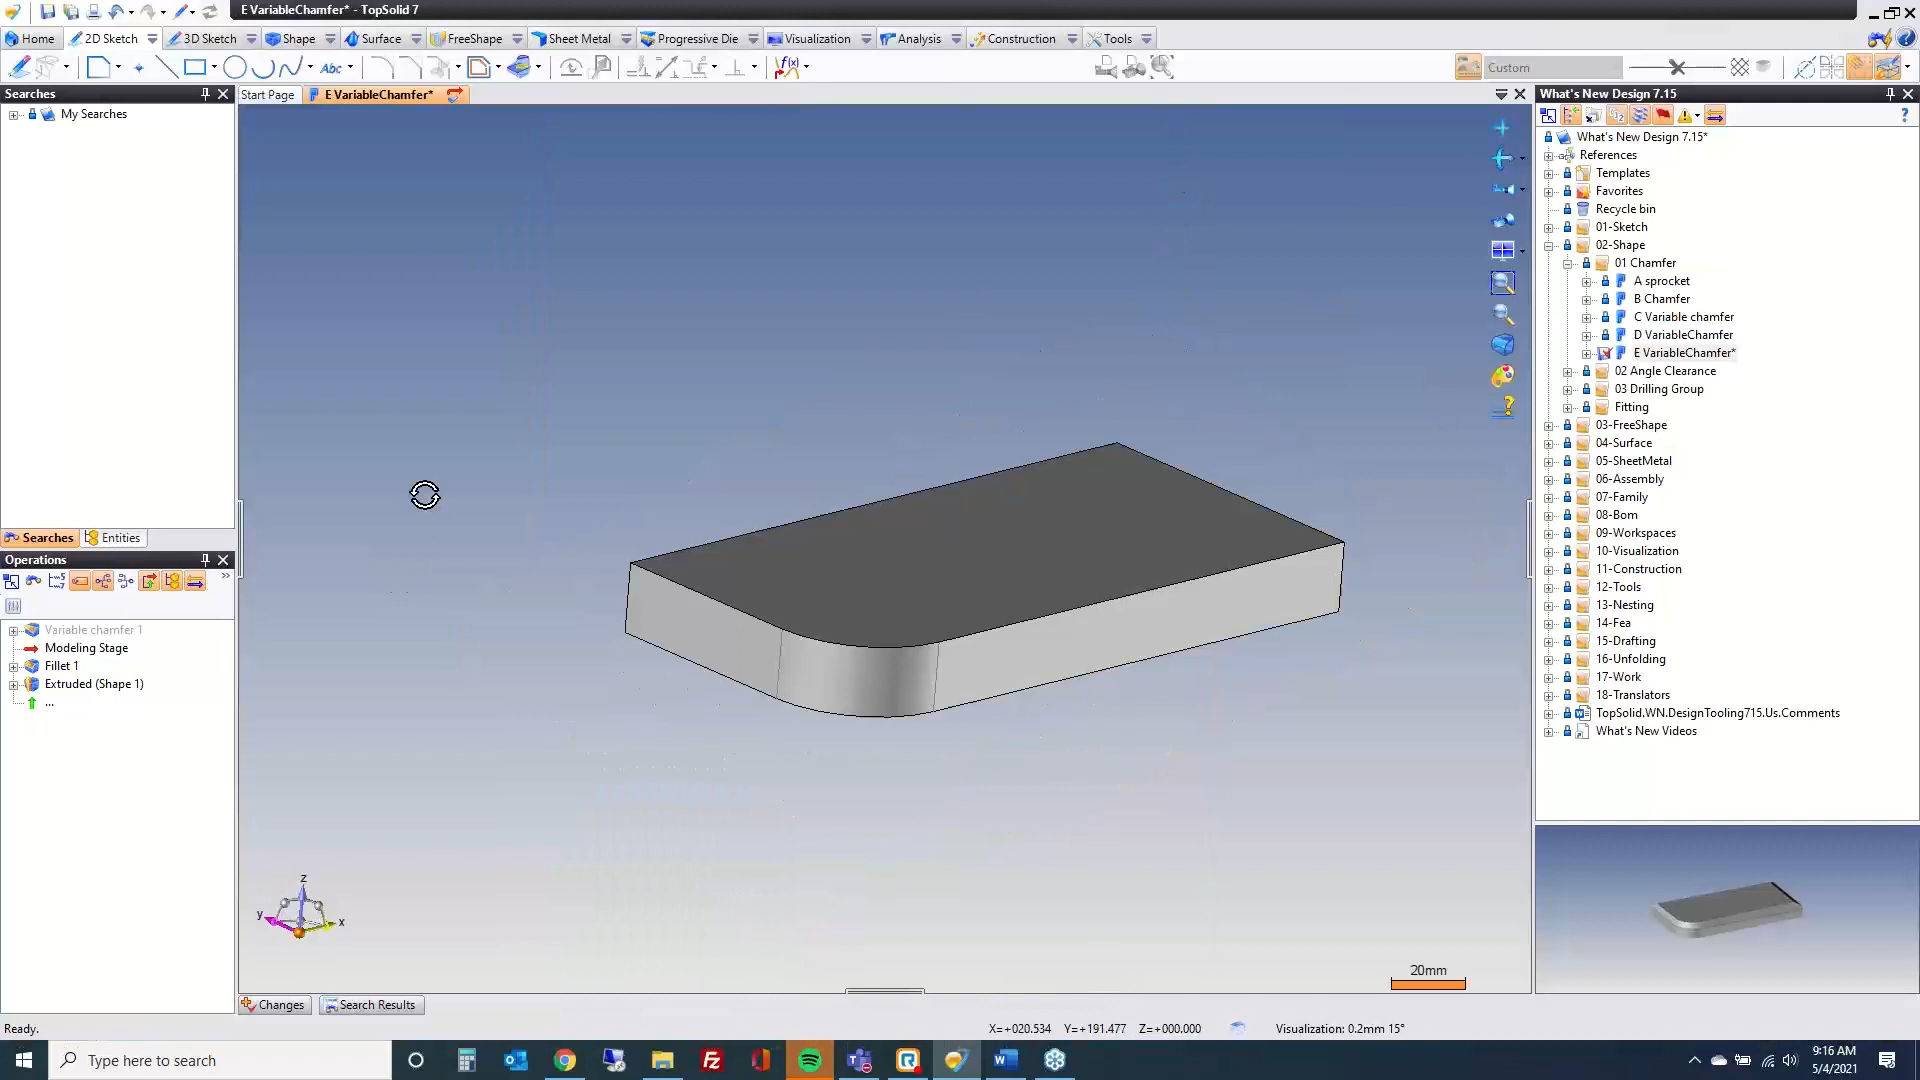 E VariableChamfer* - TopSolid 7
Home
2D Sketch
3D Sketch
Shape
Surface
FreeShape
Sheet Metal
Progressive Die
Visualization
Analysis
Construction
Tools
Abc
Custom
Searches
My Searches
Start Page
E VariableChamfer*
What's New Design 7.15
What's New Design 7.15*
References
Templates
Favorites
Recycle bin
01-Sketch
02-Shape
01 Chamfer
A sprocket
B Chamfer
C Variable chamfer
D VariableChamfer
E VariableChamfer*
02 Angle Clearance
03 Drilling Group
Fitting
03-FreeShape
04-Surface
05-SheetMetal
06-Assembly
07-Family
08-Bom
09-Workspaces
10-Visualization
11-Construction
12-Tools
13-Nesting
14-Fea
15-Drafting
16-Unfolding
17-Work
18-Translators
TopSolid.WN.DesignTooling715.Us.Comments
What's New Videos
Searches
Entities
Operations
Variable chamfer 1
Modeling Stage
Fillet 1
Extruded (Shape 1)
...
z
y
x
20mm
Changes
Search Results
Ready.
X=+020.534 Y=+191.477 Z=+000.000
Visualization: 0.2mm 15°
Type here to search
9:16 AM
5/4/2021